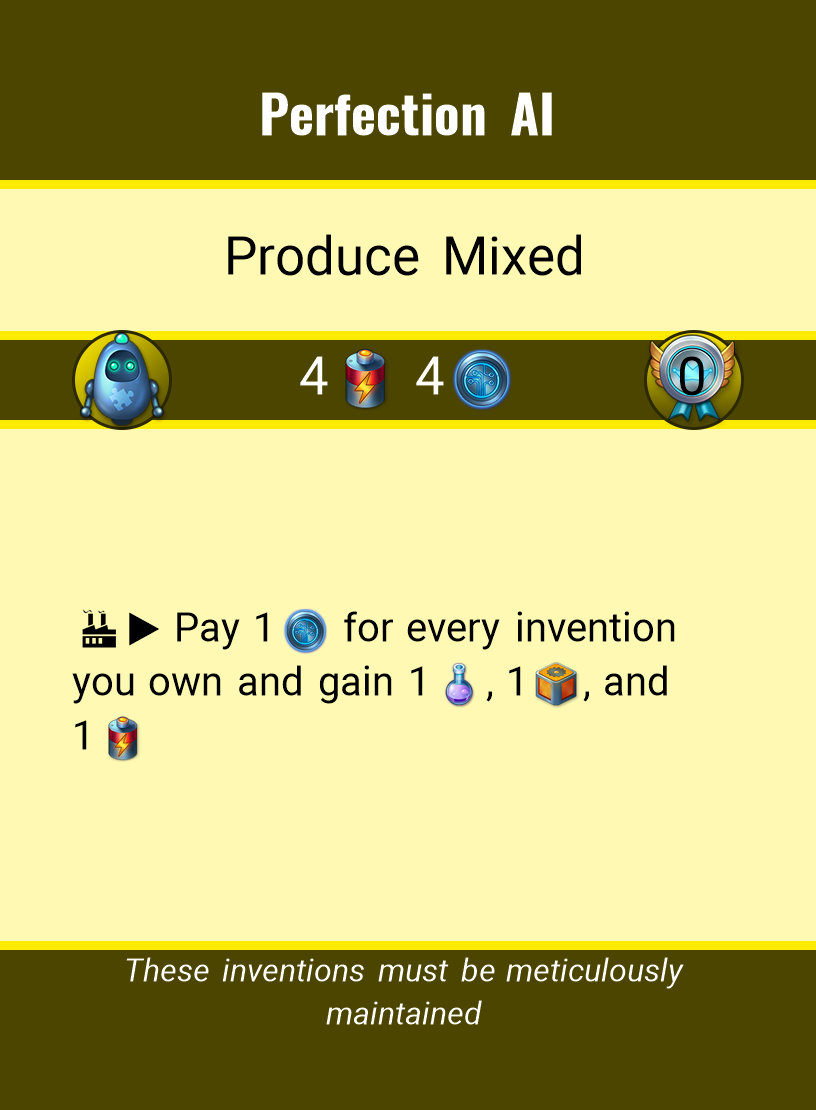 Perfection AI
Produce Mixed
4 4 0
Pay 1 for every invention
you own and gain 1 , 1 , and
1
These inventions must be meticulously
maintained